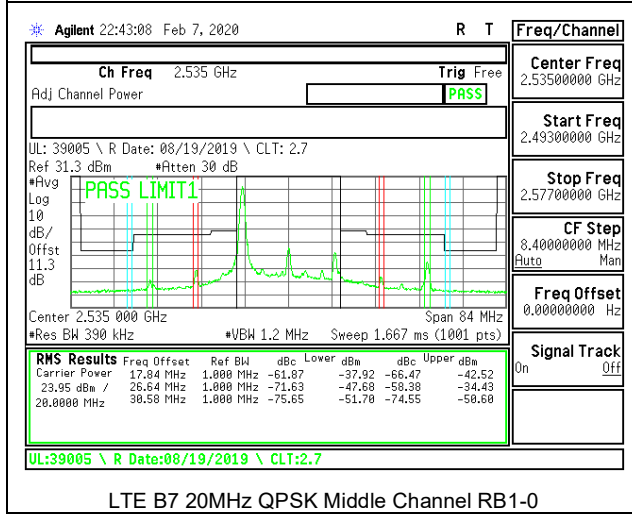 Agilent 22:43:08 Feb 7, 2020 R T
Freq/Channel
Ch Freq 2.535 GHz Trig Free
Adj Channel Power PASS
Center Freq
2.53500000 GHz
Start Freq
2.49300000 GHz
UL: 39005 \ R Date: 08/19/2019 \ CLT: 2.7
Ref 31.3 dBm #Atten 30 dB
#Avg
Log
10
dB/
Offst
11.3
dB
PASS LIMIT1
Stop Freq
2.57700000 GHz
CF Step
8.40000000 MHz
Auto Man
Freq Offset
0.00000000 Hz
Center 2.535 000 GHz Span 84 MHz
#Res BW 390 kHz #VBW 1.2 MHz Sweep 1.667 ms (1001 pts)
Signal Track
On Off
RMS Results Freq Offset Ref BW dBc Lower dBm dBc Upper dBm
Carrier Power 17.84 MHz 1.000 MHz -61.87 -37.92 -66.47 -42.52
23.95 dBm / 26.64 MHz 1.000 MHz -71.63 -47.68 -58.38 -34.43
20.0000 MHz 30.58 MHz 1.000 MHz -75.65 -51.70 -74.55 -50.60
UL:39005 \ R Date:08/19/2019 \ CLT:2.7
LTE B7 20MHz QPSK Middle Channel RB1-0